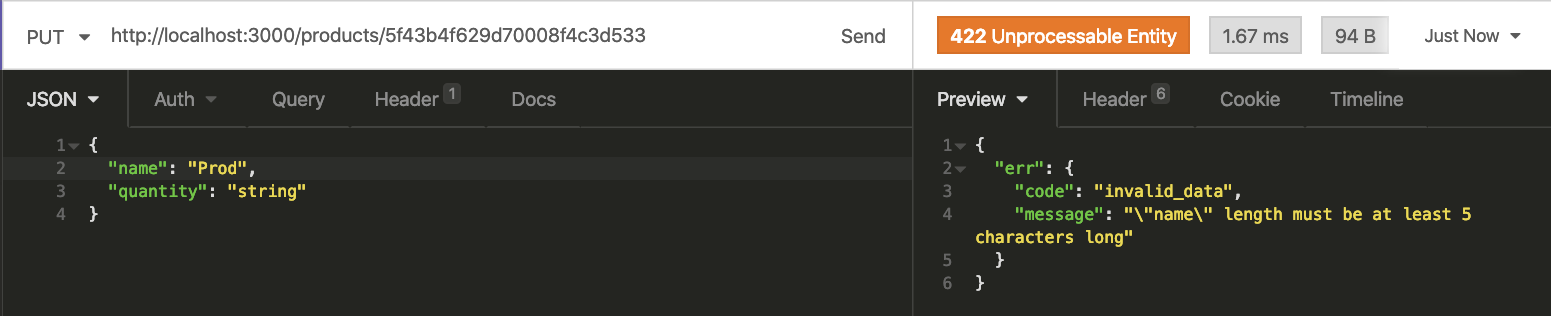 PUT http://localhost:3000/products/5f43b4f629d70008f4c3d533 Send 422 Unprocessable Entity 1.67 ms 94 B Just Now
JSON Auth Query Header 1 Docs
1 {
2 "name": "Prod",
3 "quantity": "string"
4 }
Preview Header 6 Cookie Timeline
1 {
2 "err": {
3 "code": "invalid_data",
4 "message": "\"name\" length must be at least 5
characters long"
5 }
6 }